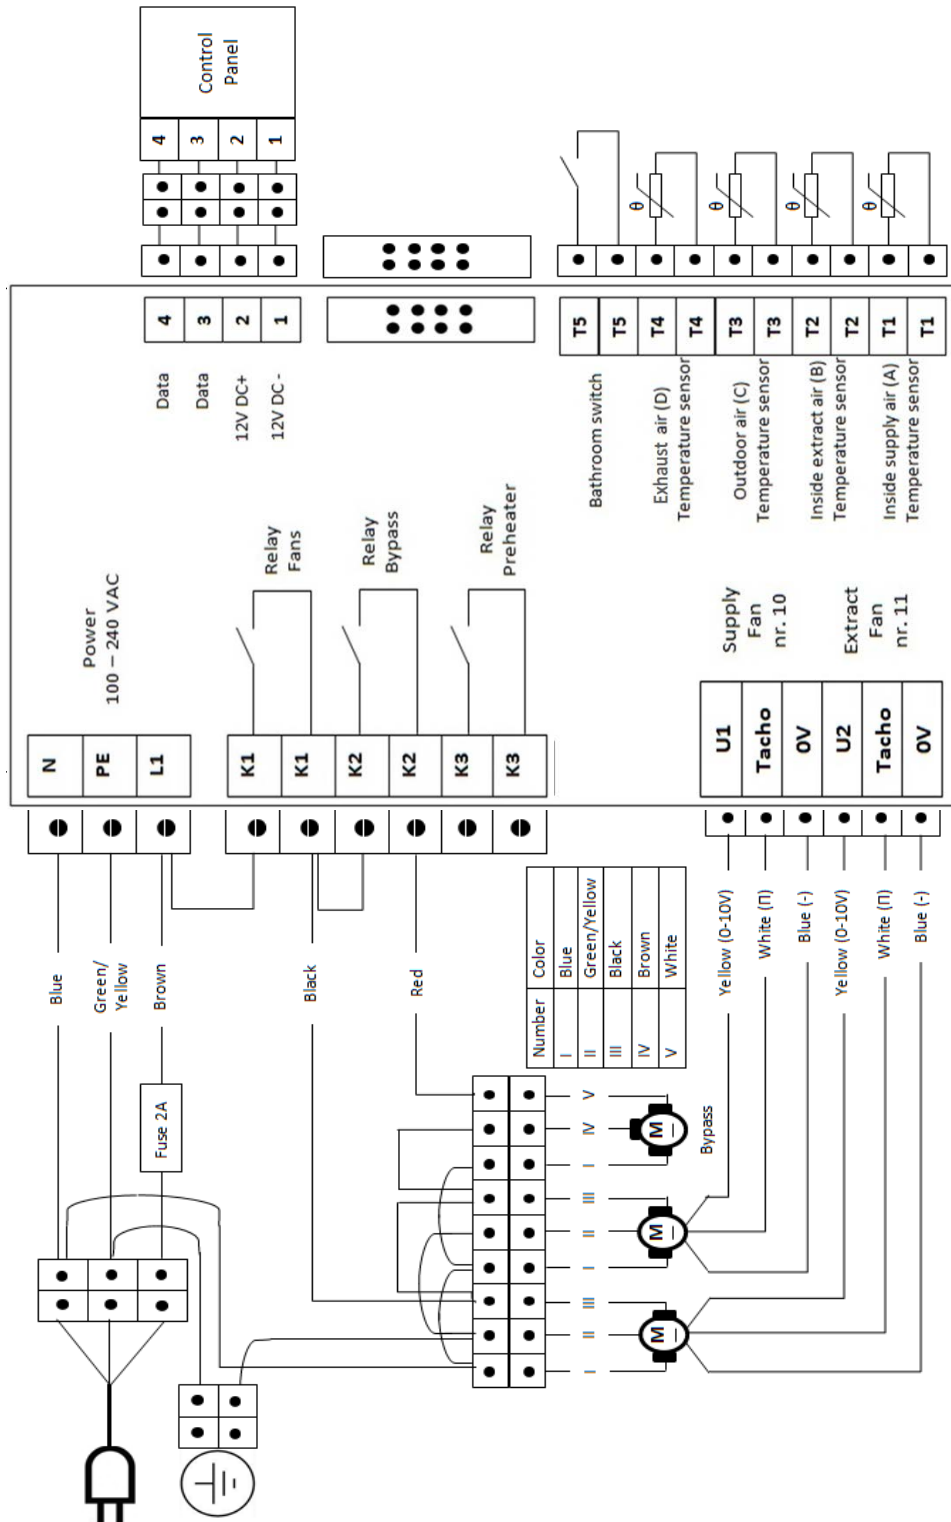 Control
Panel
4
3
2
1
4
3
2
1
Data
Data
12V DC+
12V DC -
θ
θ
θ
θ
T5
T5
T4
T4
T3
T3
T2
T2
T1
T1
Bathroom switch
Exhaust air (D)
Temperature sensor
Outdoor air (C)
Temperature sensor
Inside extract air (B)
Temperature sensor
Inside supply air (A)
Temperature sensor
Power
100 – 240 VAC
Relay
Fans
Relay
Bypass
Relay
Preheater
Supply
Fan
nr. 10
Extract
Fan
nr. 11
N
PE
L1
K1
K1
K2
K2
K3
K3
U1
Tacho
0V
U2
Tacho
0V
Blue
Green/
Yellow
Brown
Black
Red
Yellow (0-10V)
White (Π)
Blue (-)
Yellow (0-10V)
White (Π)
Blue (-)
Number Color
I Blue
II Green/Yellow
III Black
IV Brown
V White
Fuse 2A
V
IV
I
III
II
I
III
II
I
M
M
M
Bypass